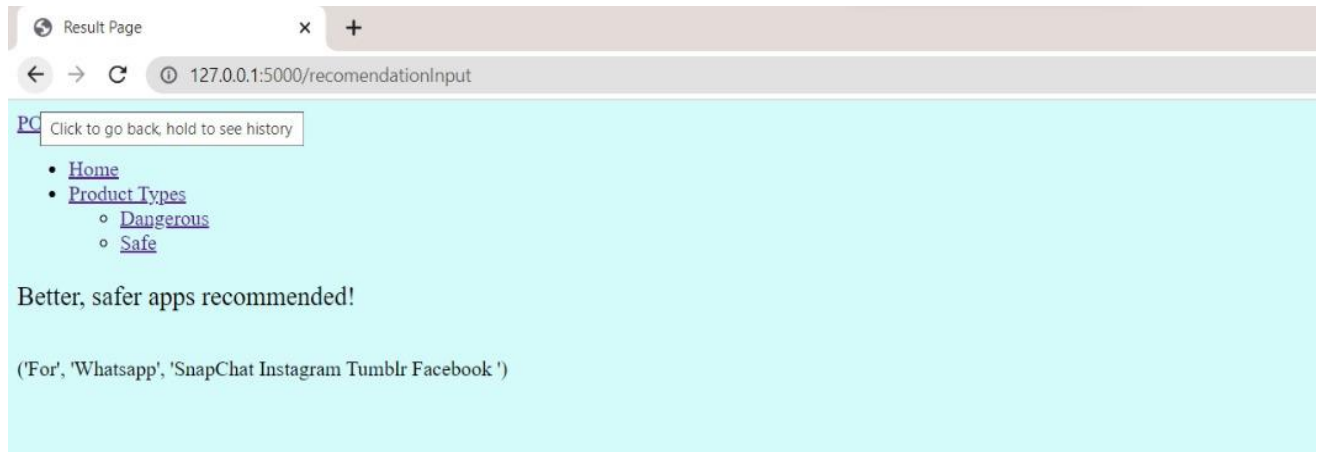 Result Page
127.0.0.1:5000/recomendationInput
Click to go back, hold to see history
Home
Product Types
Dangerous
Safe
Better, safer apps recommended!
('For', 'Whatsapp', 'SnapChat Instagram Tumblr Facebook ')